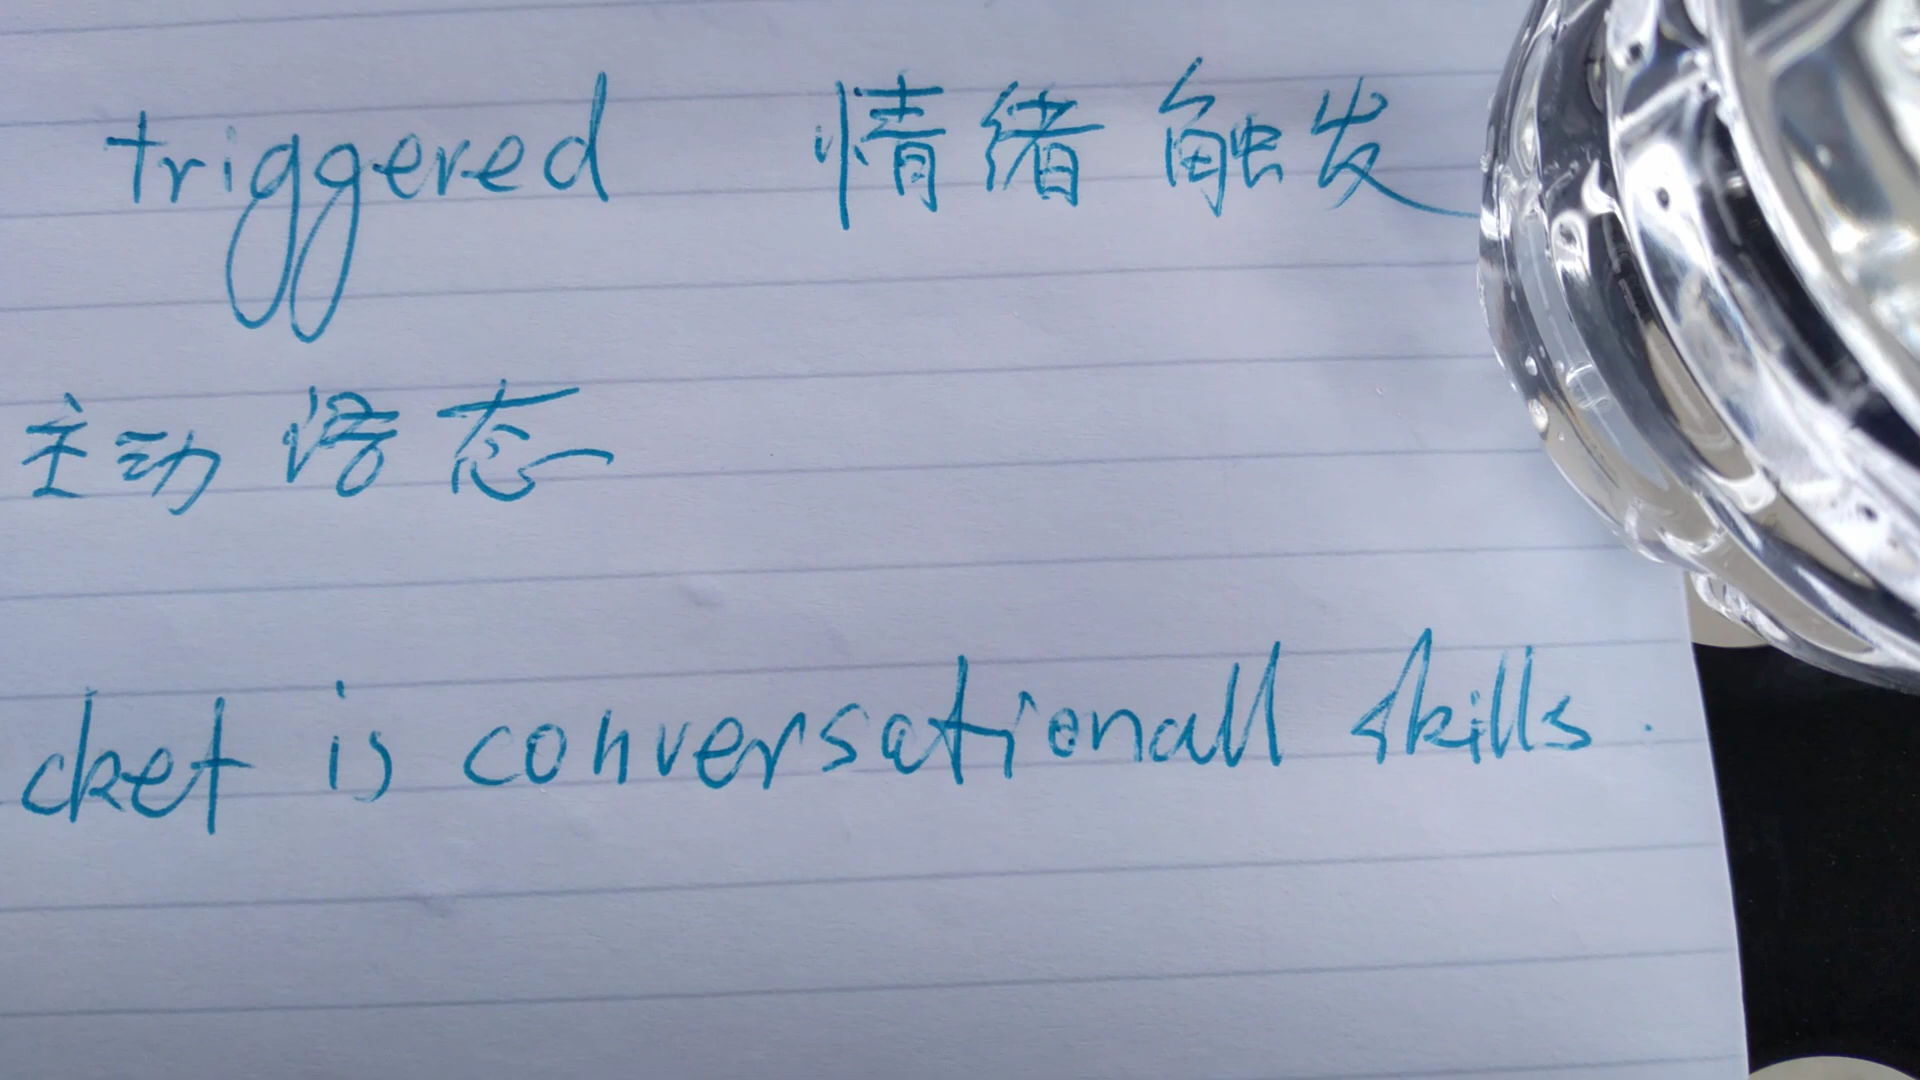 triggered 情绪触发
主动语态
cket is conversationall skills.